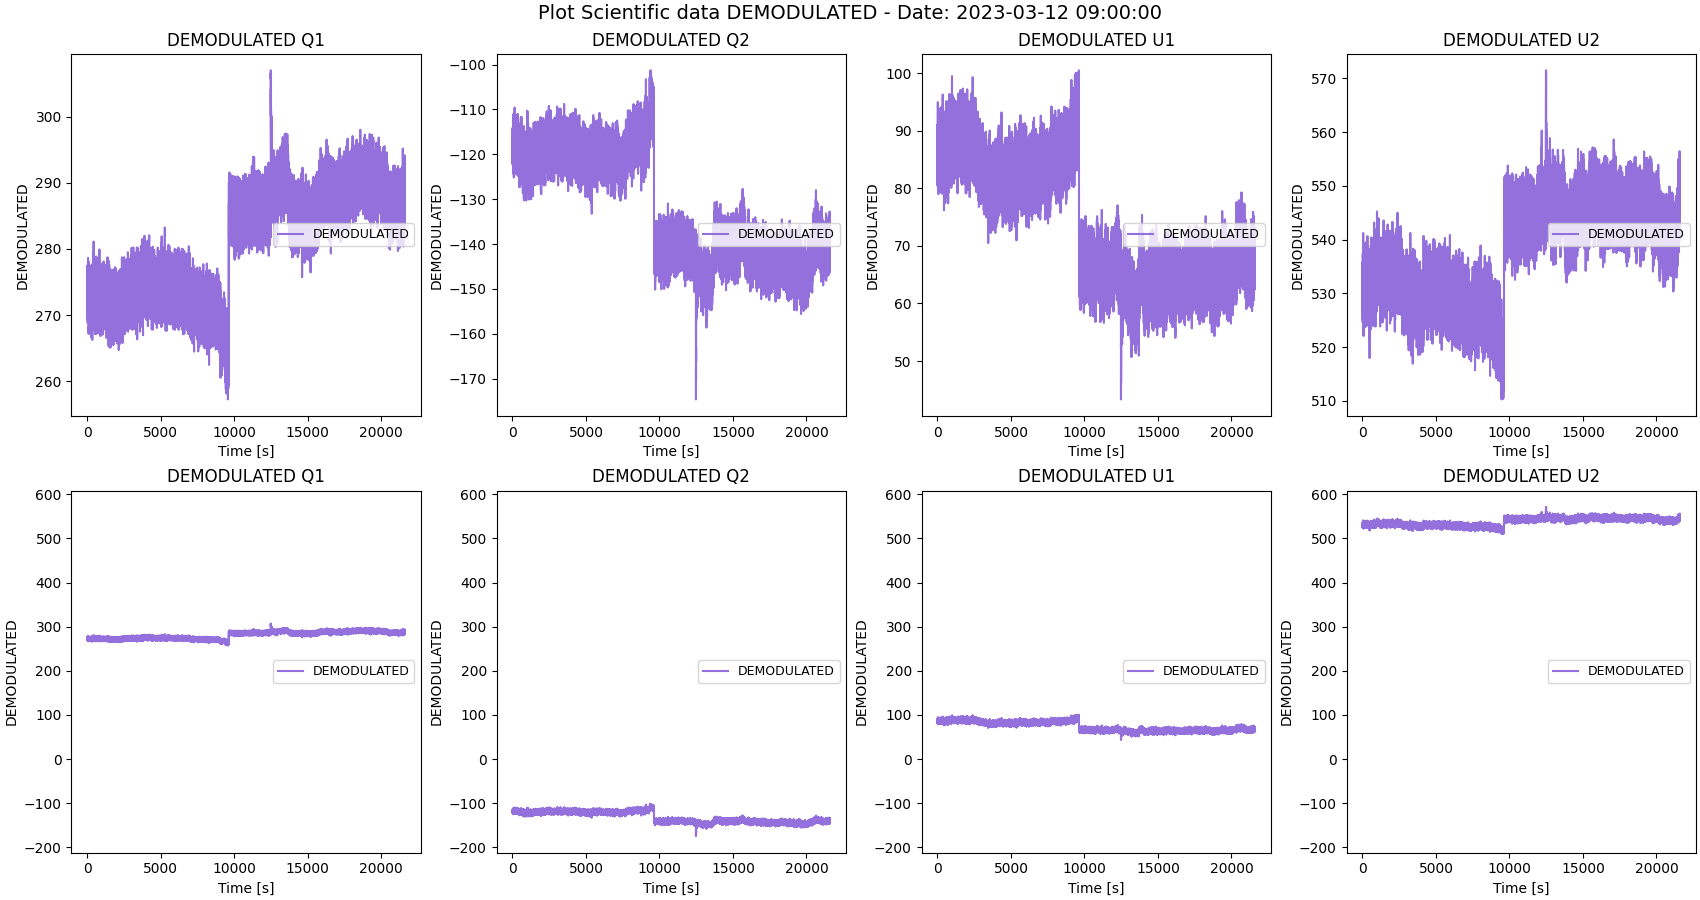 Plot Scientific data DEMODULATED - Date: 2023-03-12 09:00:00
DEMODULATED Q1
DEMODULATED
300
290
280
270
260
DEMODULATED
0 5000 10000 15000 20000
Time [s]
DEMODULATED Q2
DEMODULATED
−100
−110
−120
−130
−140
−150
−160
−170
DEMODULATED
0 5000 10000 15000 20000
Time [s]
DEMODULATED U1
DEMODULATED
100
90
80
70
60
50
DEMODULATED
0 5000 10000 15000 20000
Time [s]
DEMODULATED U2
DEMODULATED
570
560
550
540
530
520
510
DEMODULATED
0 5000 10000 15000 20000
Time [s]
DEMODULATED Q1
DEMODULATED
600
500
400
300
200
100
0
−100
−200
DEMODULATED
0 5000 10000 15000 20000
Time [s]
DEMODULATED Q2
DEMODULATED
600
500
400
300
200
100
0
−100
−200
DEMODULATED
0 5000 10000 15000 20000
Time [s]
DEMODULATED U1
DEMODULATED
600
500
400
300
200
100
0
−100
−200
DEMODULATED
0 5000 10000 15000 20000
Time [s]
DEMODULATED U2
DEMODULATED
600
500
400
300
200
100
0
−100
−200
DEMODULATED
0 5000 10000 15000 20000
Time [s]